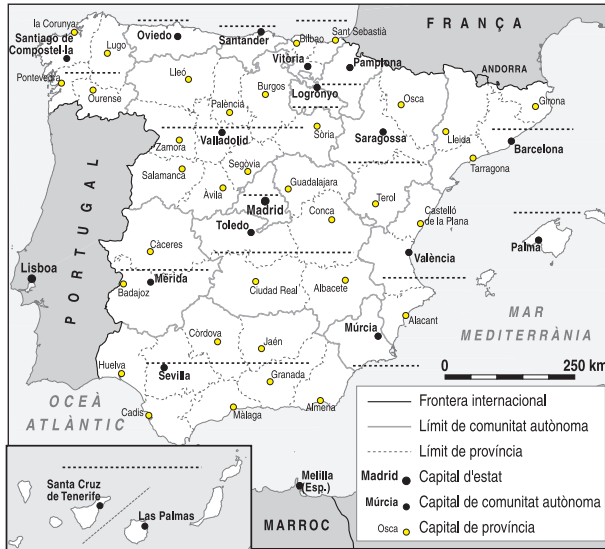 la Corunya
Santiago de
Compostel·la
Lugo
Oviedo
Santander
Bilbao
Sant Sebastià
Vitòria
Pamplona
FRANÇA
ANDORRA
Pontevedra
Ourense
Lleó
Palència
Burgos
Logronyo
Osca
Girona
Zamora
Valladolid
Sòria
Saragossa
Lleida
Barcelona
Tarragona
Salamanca
Segòvia
Àvila
Guadalajara
Madrid
Terol
Castelló
de la Plana
Toledo
Conca
Palma
PORTUGAL
Lisboa
Càceres
València
Badajoz
Mérida
Ciudad Real
Albacete
MAR
MEDITERRÀNIA
Alacant
Múrcia
Còrdova
Jaén
Huelva
Sevilla
Granada
Cadis
Màlaga
Almeria
OCEÀ
ATLÀNTIC
0 250 km
Frontera internacional
Límit de comunitat autònoma
Límit de província
Madrid Capital d'estat
Múrcia Capital de comunitat autònoma
Osca Capital de província
Santa Cruz
de Tenerife
Las Palmas
Melilla
(Esp.)
MARROC